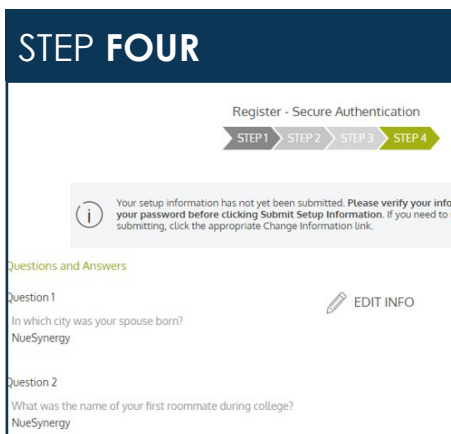 STEP FOUR
Register - Secure Authentication
STEP 1 STEP 2 STEP 3 STEP 4
Your setup information has not yet been submitted. Please verify your info
your password before clicking Submit Setup Information. If you need to
submitting, click the appropriate Change Information link.
Questions and Answers
Question 1
EDIT INFO
In which city was your spouse born?
NueSynergy
Question 2
What was the name of your first roommate during college?
NueSynergy